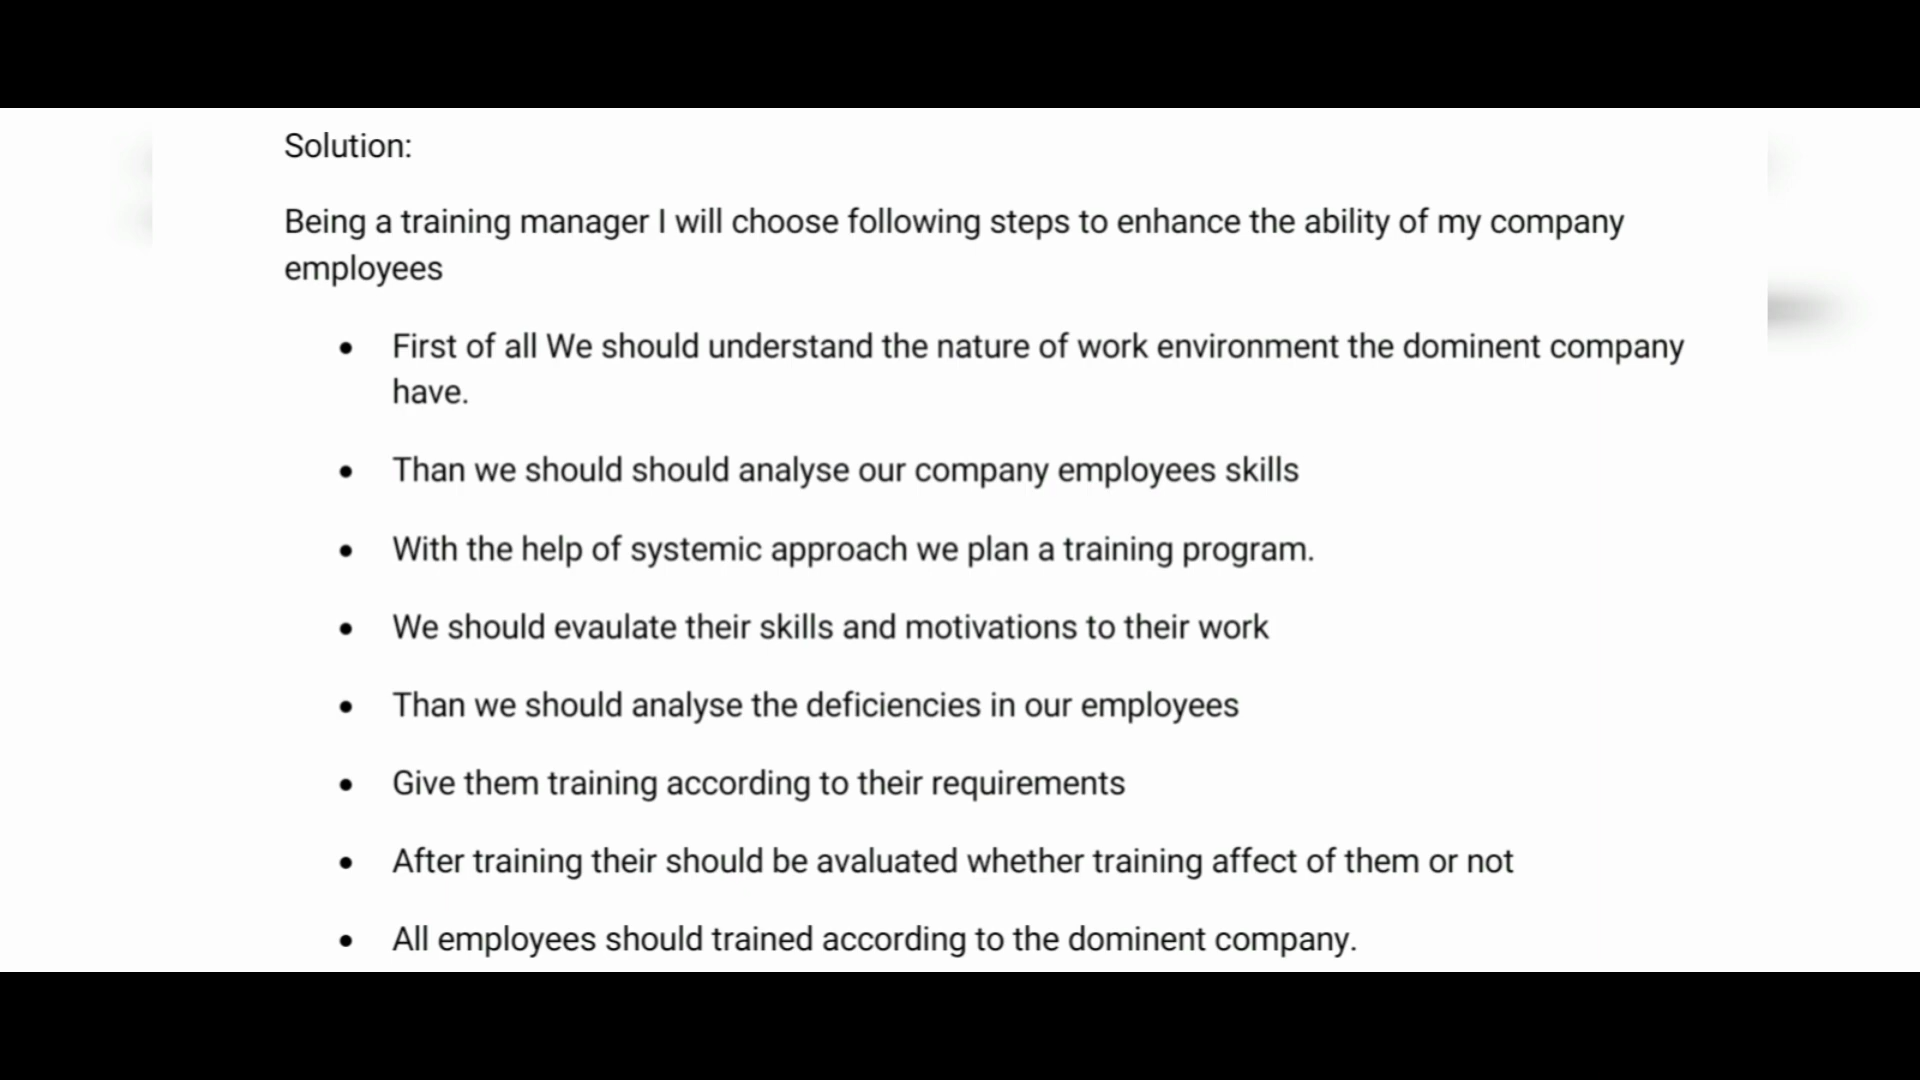 Solution:
Being a training manager I will choose following steps to enhance the ability of my company
employees
• First of all We should understand the nature of work environment the dominent company
have.
• Than we should should analyse our company employees skills
• With the help of systemic approach we plan a training program.
• We should evaulate their skills and motivations to their work
• Than we should analyse the deficiencies in our employees
• Give them training according to their requirements
• After training their should be avaluated whether training affect of them or not
• All employees should trained according to the dominent company.